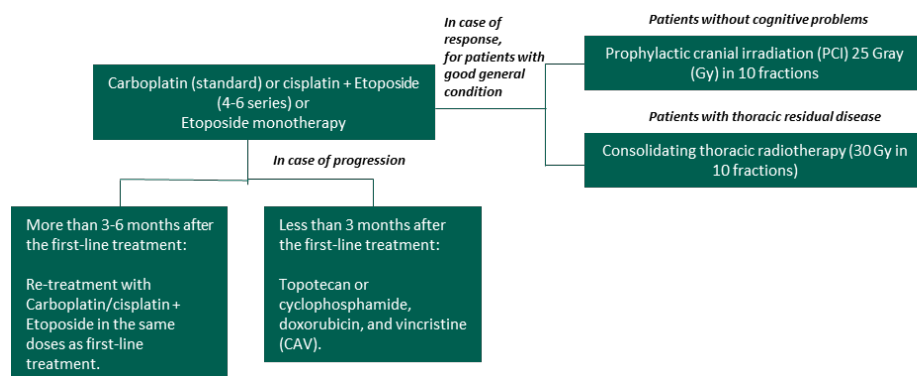 In case of
response,
for patients with
good general
condition
Patients without cognitive problems
Prophylactic cranial irradiation (PCI) 25 Gray
(Gy) in 10 fractions
Carboplatin (standard) or cisplatin + Etoposide
(4-6 series) or
Etoposide monotherapy
Patients with thoracic residual disease
Consolidating thoracic radiotherapy (30 Gy in
10 fractions)
In case of progression
More than 3-6 months after
the first-line treatment:
Re-treatment with
Carboplatin/cisplatin +
Etoposide in the same
doses as first-line
treatment.
Less than 3 months after
the first-line treatment:
Topotecan or
cyclophosphamide,
doxorubicin, and vincristine
(CAV).